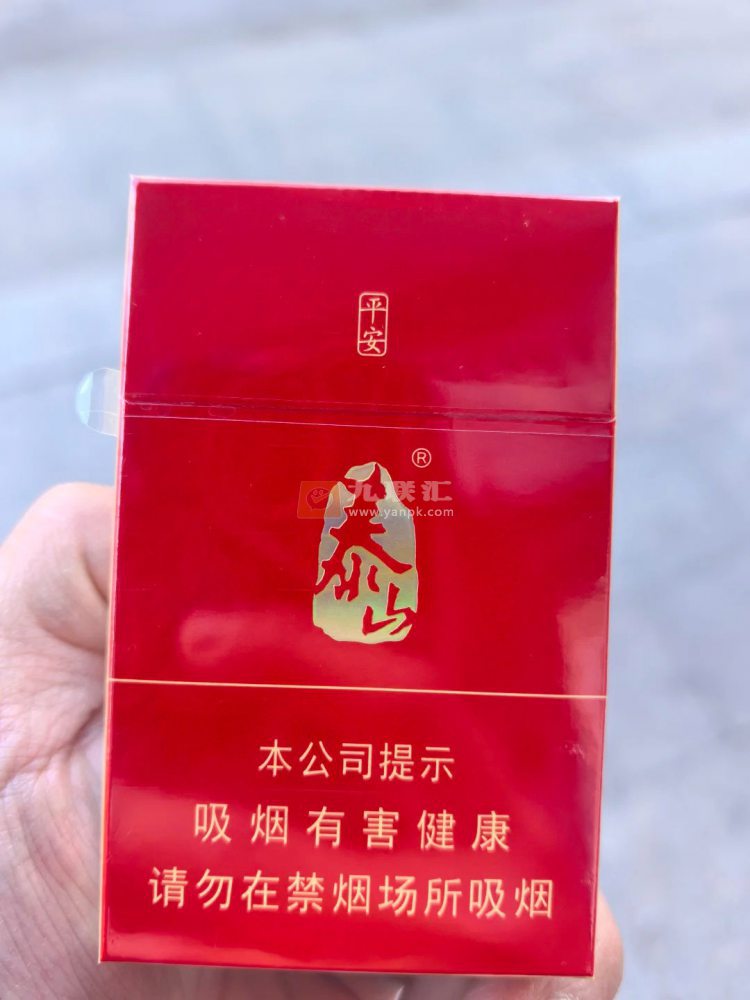 平安
®
九联汇
www.yanpk.com
泰山
本公司提示
吸烟有害健康
请勿在禁烟场所吸烟